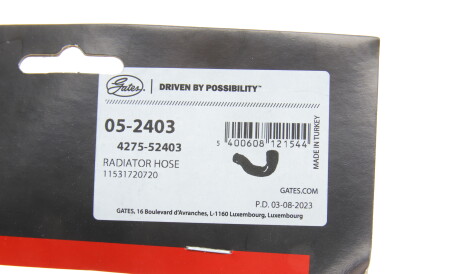 Gates. DRIVEN BY POSSIBILITY™
05-2403
4275-52403
RADIATOR HOSE
11531720720
5 400608 121544
MADE IN TURKEY
GATES.COM
P.D. 03-08-2023
GATES, 16 Boulevard d'Avranches, L-1160 Luxembourg, Luxembourg